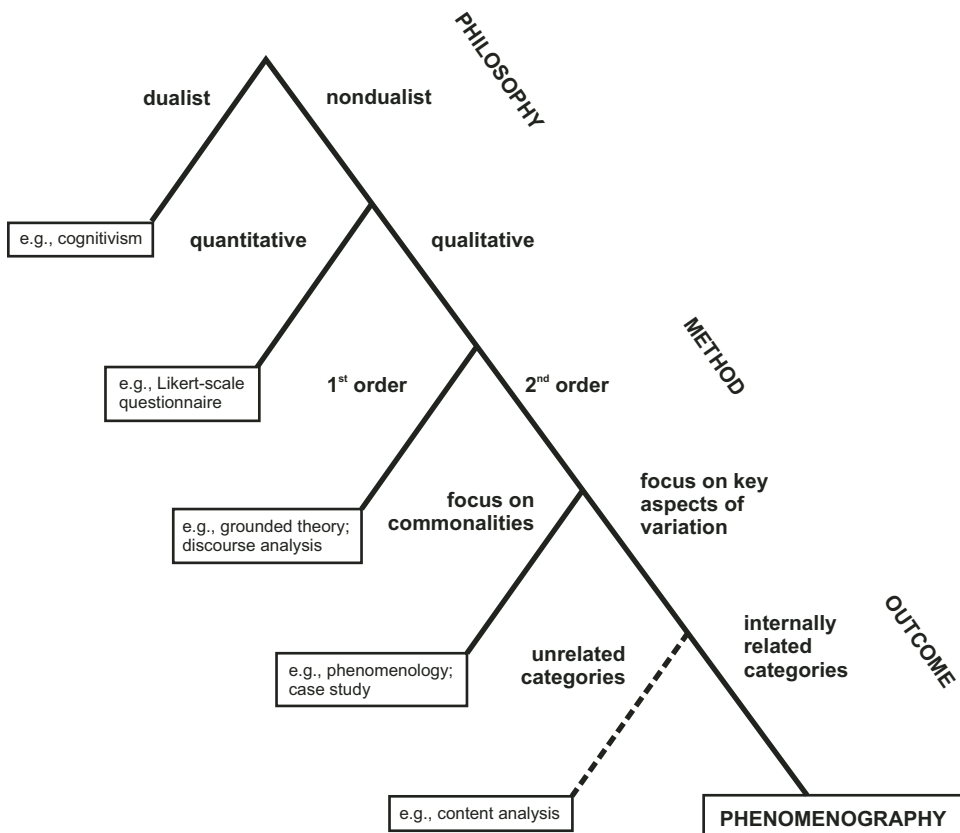 PHILOSOPHY
dualist
nondualist
e.g., cognitivism
quantitative
qualitative
METHOD
e.g., Likert-scale
questionnaire
1st order
2nd order
focus on
commonalities
focus on key
aspects of
variation
e.g., grounded theory;
discourse analysis
OUTCOME
e.g., phenomenology;
case study
unrelated
categories
internally
related
categories
e.g., content analysis
PHENOMENOGRAPHY